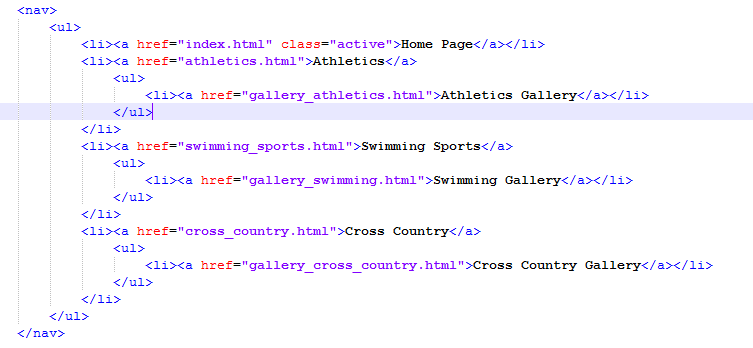 <nav>
<ul>
<li><a href="index.html" class="active">Home Page</a></li>
<li><a href="athletics.html">Athletics</a>
<ul>
<li><a href="gallery_athletics.html">Athletics Gallery</a></li>
</ul>
</li>
<li><a href="swimming_sports.html">Swimming Sports</a>
<ul>
<li><a href="gallery_swimming.html">Swimming Gallery</a></li>
</ul>
</li>
<li><a href="cross_country.html">Cross Country</a>
<ul>
<li><a href="gallery_cross_country.html">Cross Country Gallery</a></li>
</ul>
</li>
</ul>
</nav>